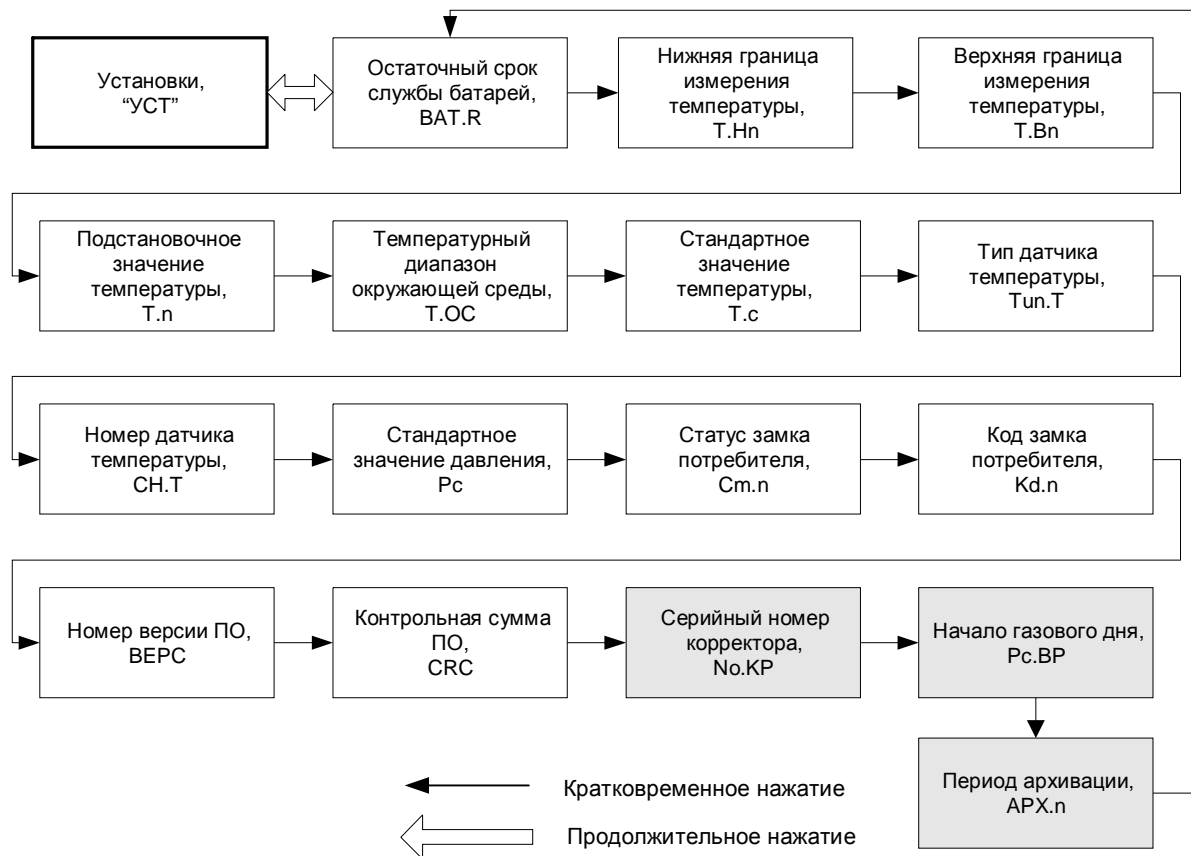 Установки,
“УСТ”
Остаточный срок
службы батарей,
BAT.R
Нижняя граница
измерения
температуры,
T.Hn
Верхняя граница
измерения
температуры,
T.Bn
Подстановочное
значение
температуры,
T.n
Температурный
диапазон
окружающей среды,
T.OC
Стандартное
значение
температуры,
T.c
Тип датчика
температуры,
Tun.T
Номер датчика
температуры,
CH.T
Стандартное
значение давления,
Pc
Статус замка
потребителя,
Cm.n
Код замка
потребителя,
Kd.n
Номер версии ПО,
ВЕРС
Контрольная сумма
ПО,
CRC
Серийный номер
корректора,
No.KP
Начало газового дня,
Pc.BP
Период архивации,
APX.n
Кратковременное нажатие
Продолжительное нажатие